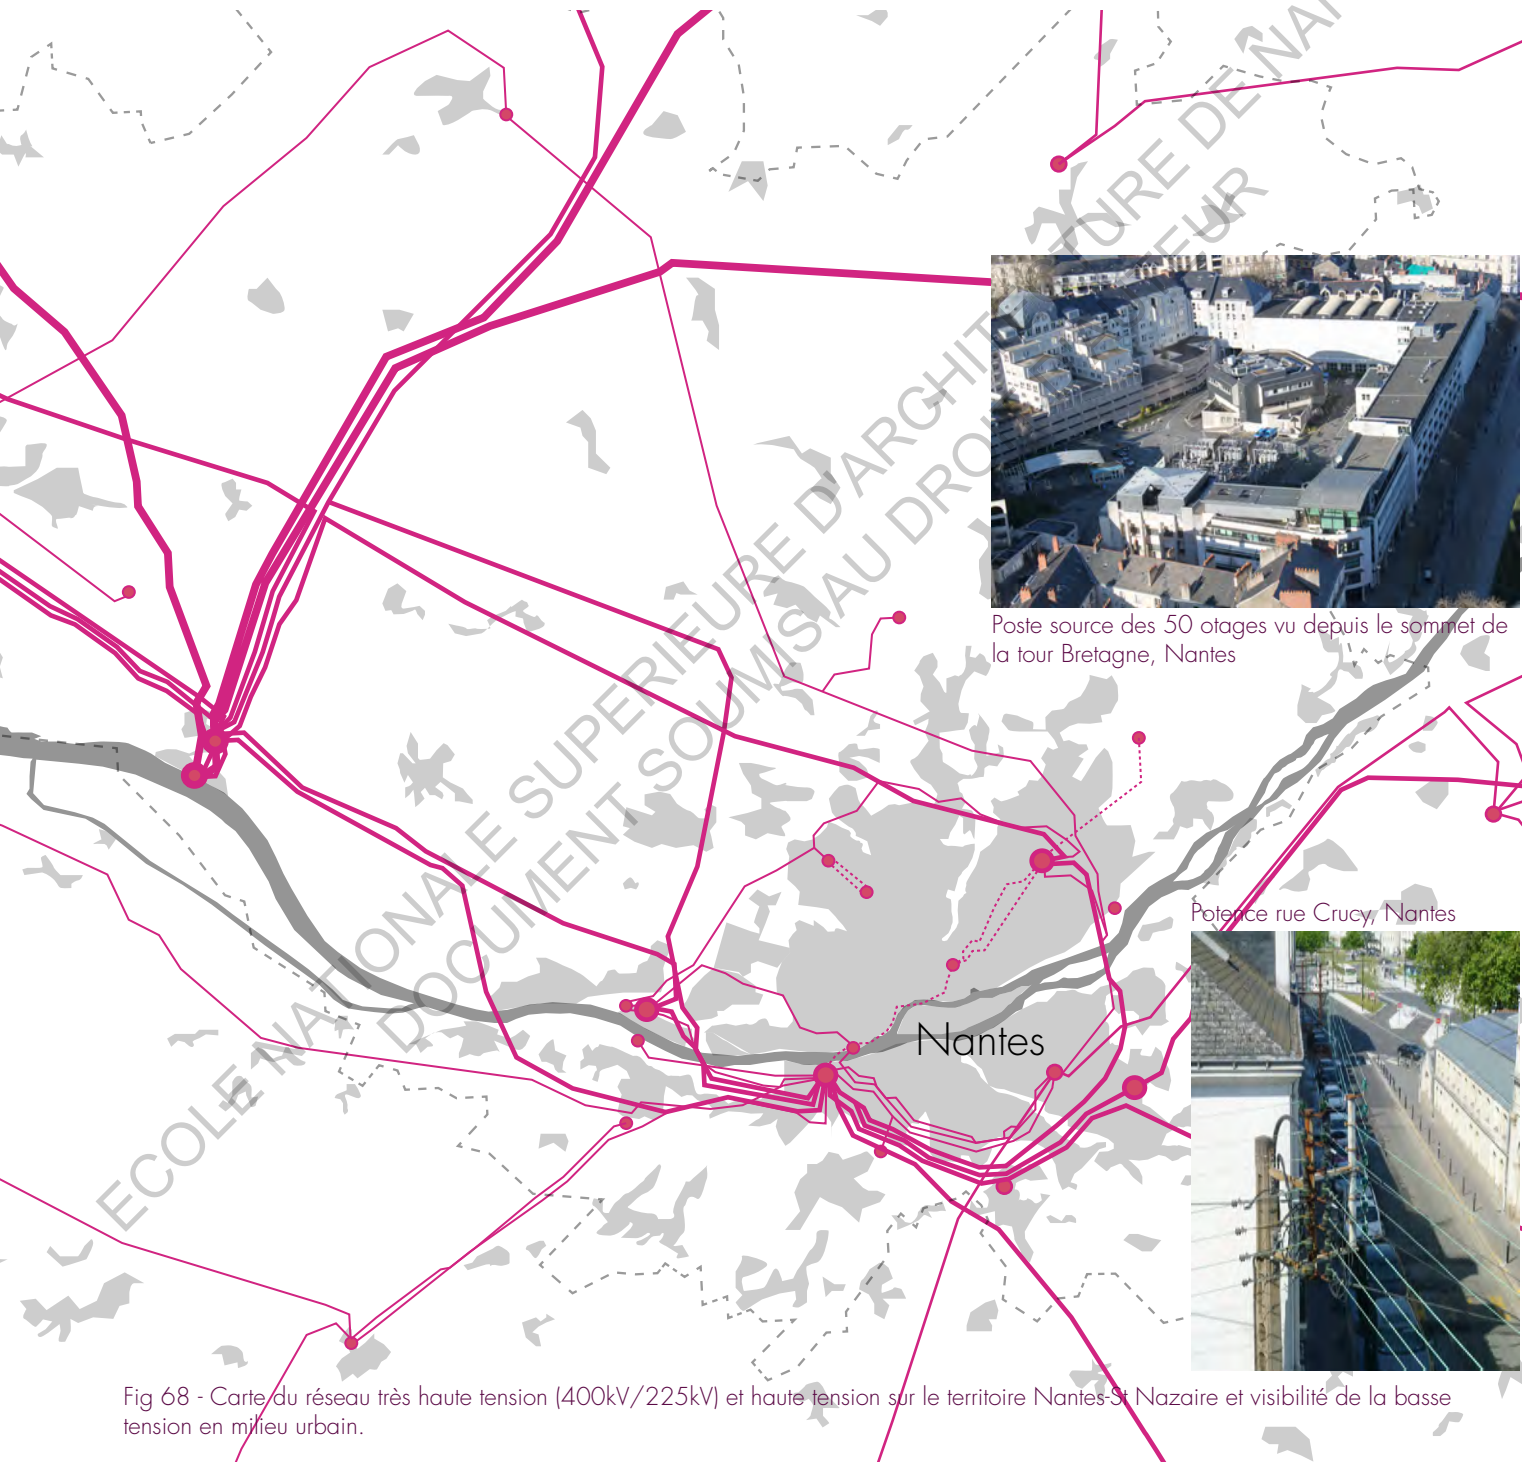 ECOLE NATIONALE SUPERIEURE D'ARCHITECTURE DE NAN
DOCUMENT SOUMIS AU DROIT D'AUTEUR
Poste source des 50 otages vu depuis le sommet de
la tour Bretagne, Nantes
Potence rue Crucy, Nantes
Nantes
Fig 68 - Carte du réseau très haute tension (400kV/225kV) et haute tension sur le territoire Nantes-St Nazaire et visibilité de la basse
tension en milieu urbain.